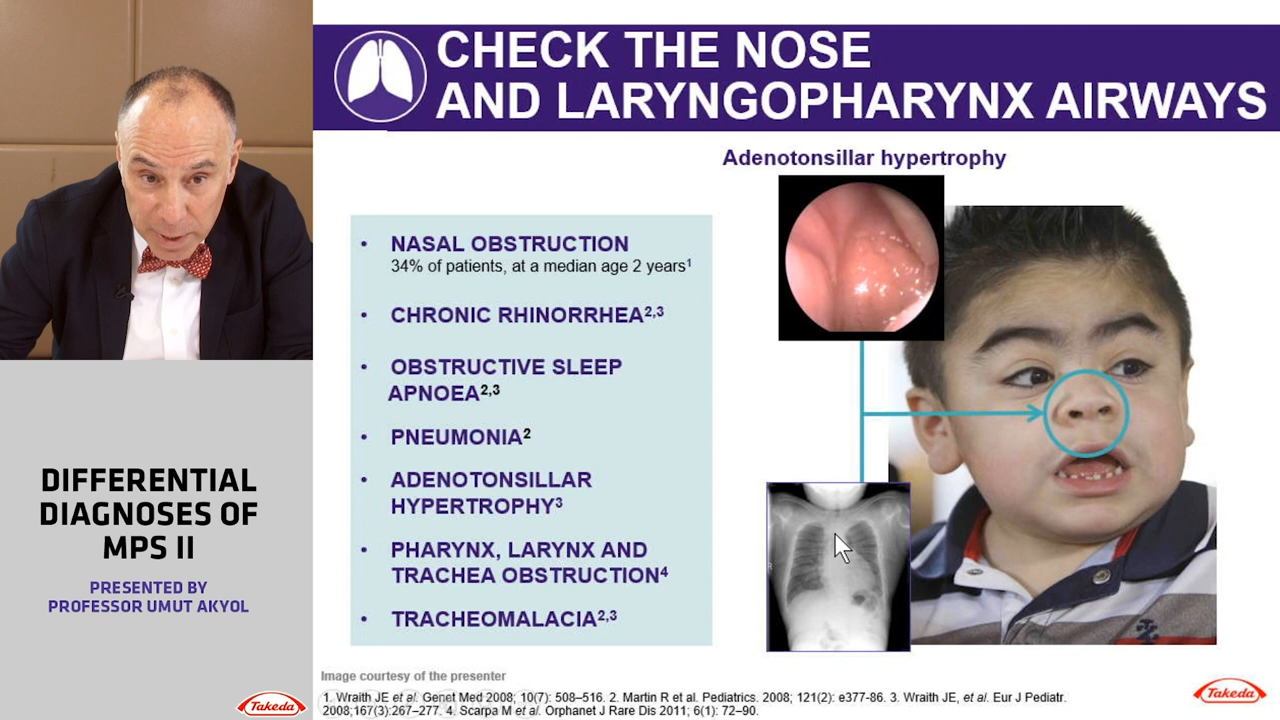 CHECK THE NOSE
AND LARYNGOPHARYNX AIRWAYS
Adenotonsillar hypertrophy
• NASAL OBSTRUCTION
34% of patients, at a median age 2 years¹
• CHRONIC RHINORRHEA²,³
• OBSTRUCTIVE SLEEP
APNOEA²,³
• PNEUMONIA²
• ADENOTONSILLAR
HYPERTROPHY³
• PHARYNX, LARYNX AND
TRACHEA OBSTRUCTION⁴
• TRACHEOMALACIA²,³
DIFFERENTIAL
DIAGNOSES OF
MPS II
PRESENTED BY
PROFESSOR UMUT AKYOL
Image courtesy of the presenter
1. Wraith JE et al. Genet Med 2008; 10(7): 508–516. 2. Martin R et al. Pediatrics. 2008; 121(2): e377-86. 3. Wraith JE, et al. Eur J Pediatr.
2008;167(3):267–277. 4. Scarpa M et al. Orphanet J Rare Dis 2011; 6(1): 72–90.
Takeda
Takeda